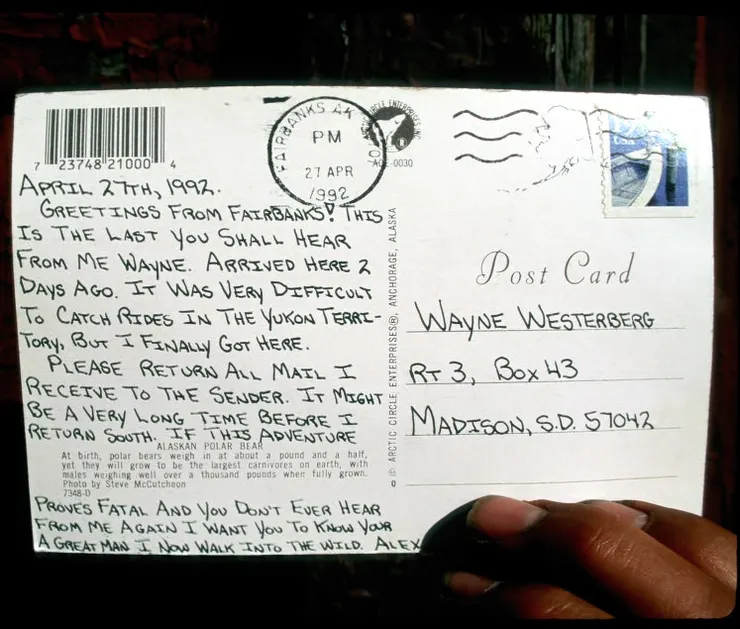 7 23748 21000 4
FAIRBANKS AK
PM
27 APR
1992
AOE-0030
USA
APRIL 27TH, 1992.
GREETINGS FROM FAIRBANKS! THIS
IS THE LAST YOU SHALL HEAR
FROM ME WAYNE. ARRIVED HERE 2
DAYS AGO. IT WAS VERY DIFFICULT
TO CATCH RIDES IN THE YUKON TERRI-
TORY, BUT I FINALLY GOT HERE.
PLEASE RETURN ALL MAIL I
RECEIVE TO THE SENDER. IT MIGHT
BE A VERY LONG TIME BEFORE I
RETURN SOUTH. IF THIS ADVENTURE
ALASKAN POLAR BEAR
At birth, polar bears weigh in at about a pound and a half,
yet they will grow to be the largest carnivores on earth, with
males weighing well over a thousand pounds when fully grown.
Photo by Steve McCutcheon
7348-D
PROVES FATAL AND YOU DON'T EVER HEAR
FROM ME AGAIN I WANT YOU TO KNOW YOUR
A GREAT MAN I NOW WALK INTO THE WILD. ALEX
© ARCTIC CIRCLE ENTERPRISES®, ANCHORAGE, ALASKA
Post Card
WAYNE WESTERBERG
RT 3, BOX 43
MADISON, S.D. 57042